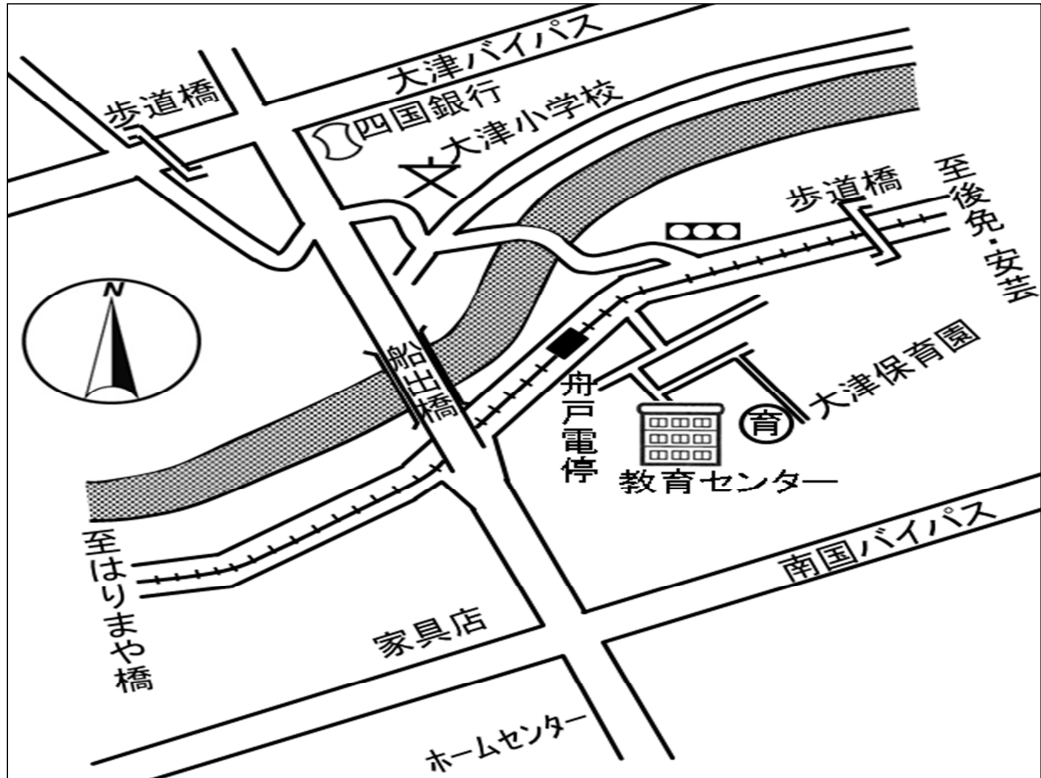 大津バイパス
歩道橋
四国銀行
大津小学校
歩道橋
至後免・安芸
N
船出橋
舟戸電停
大津保育園
育
教育センター
南国バイパス
至はりまや橋
家具店
ホームセンター